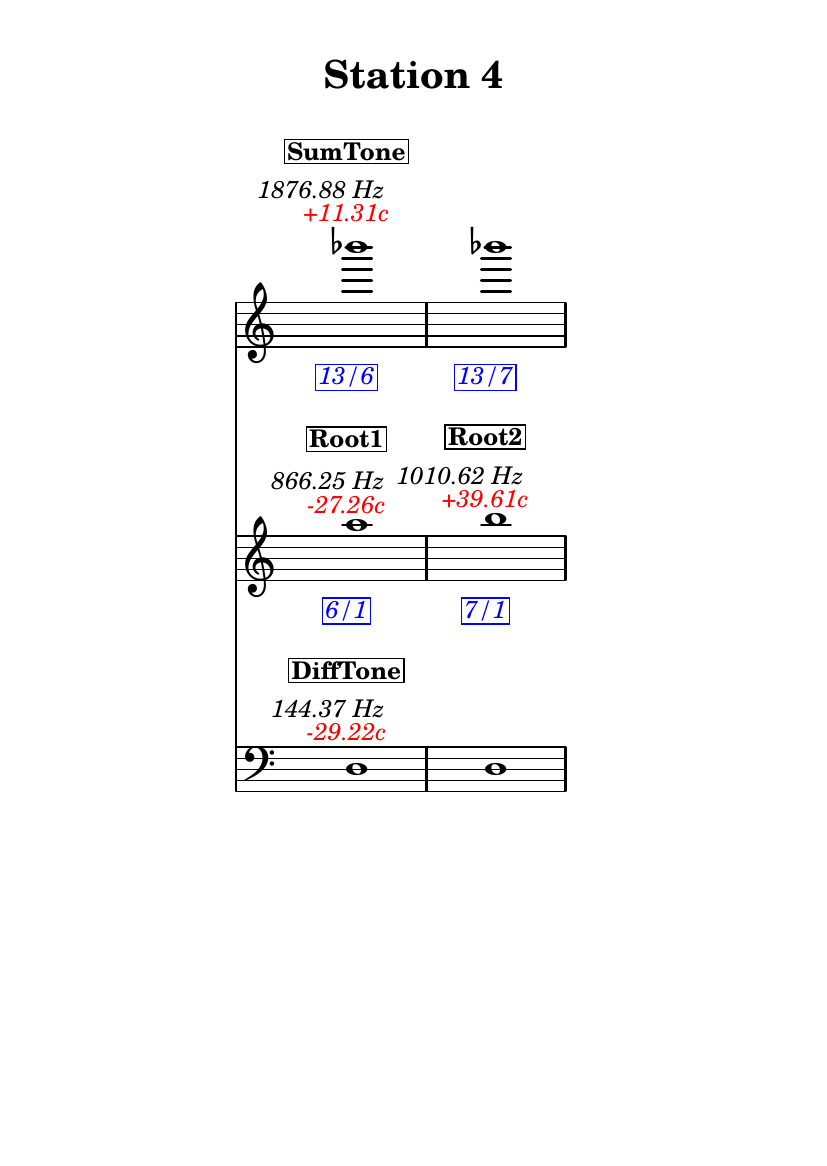 Station 4
SumTone
1876.88 Hz
+11.31c
13/6
13/7
Root1
Root2
866.25 Hz
1010.62 Hz
-27.26c
+39.61c
6/1
7/1
DiffTone
144.37 Hz
-29.22c